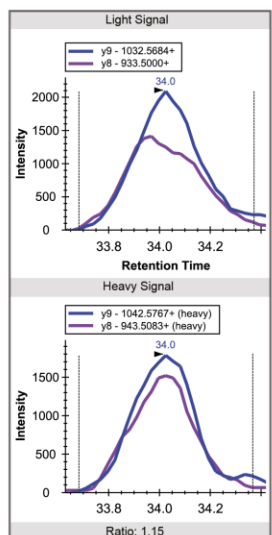 Light Signal
y9 - 1032.5684+
y8 - 933.5000+
34.0
2000
1500
1000
500
0
Intensity
33.8 34.0 34.2
Retention Time
Heavy Signal
y9 - 1042.5767+ (heavy)
y8 - 943.5083+ (heavy)
34.0
1500
1000
500
0
Intensity
33.8 34.0 34.2
Ratio: 1.15